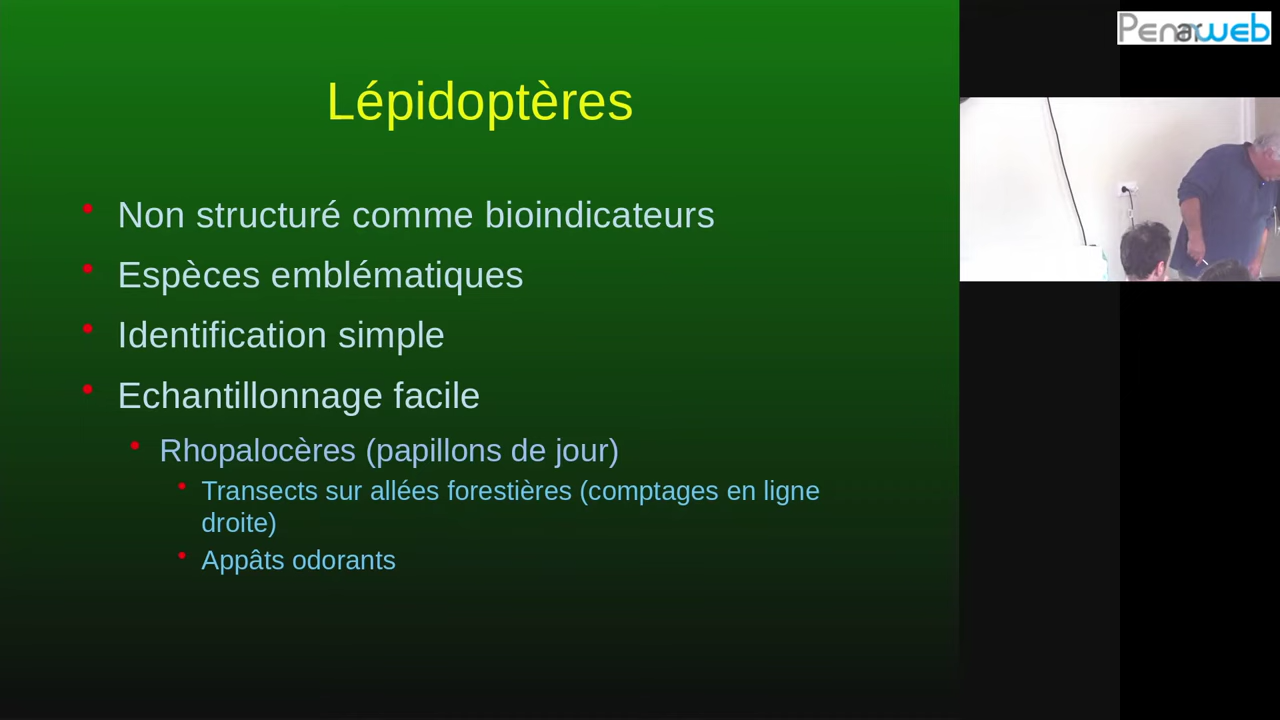 Penarweb
Lépidoptères
Non structuré comme bioindicateurs
Espèces emblématiques
Identification simple
Echantillonnage facile
Rhopalocères (papillons de jour)
Transects sur allées forestières (comptages en ligne
droite)
Appâts odorants